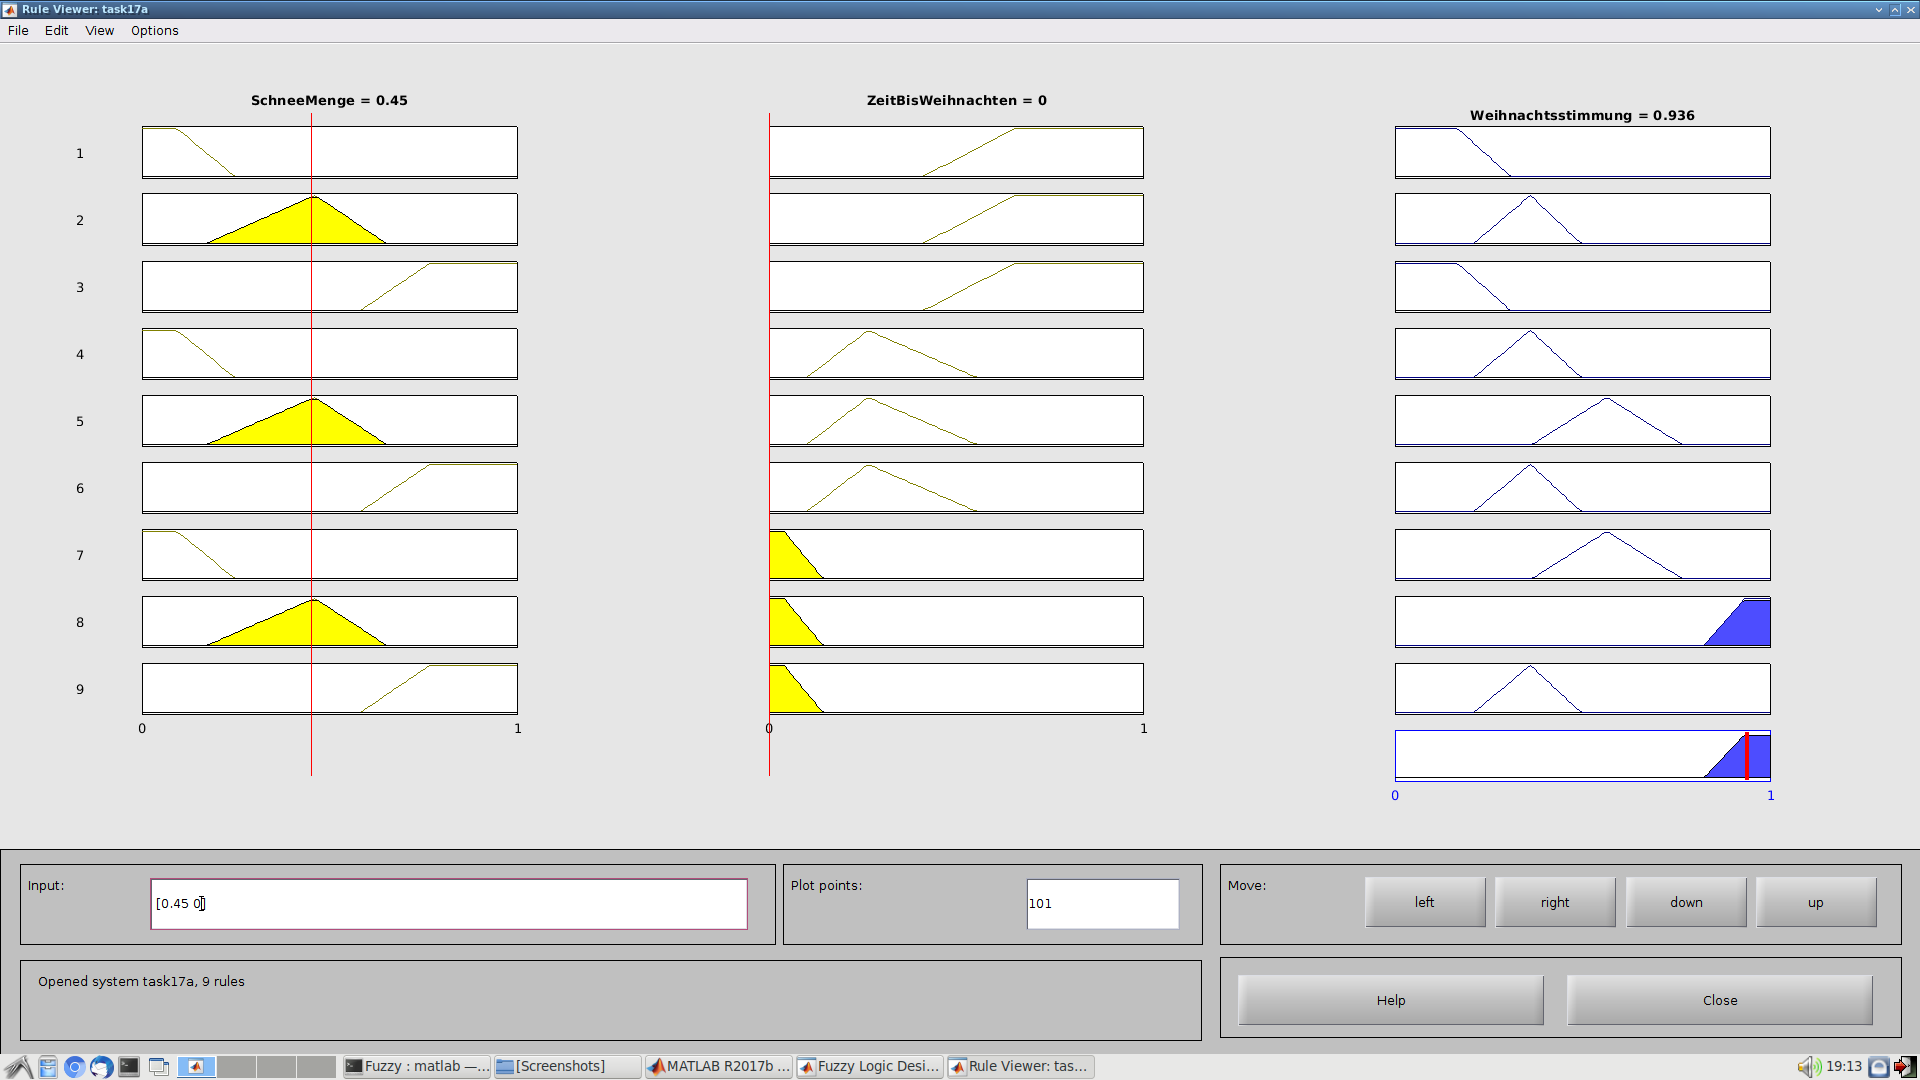 Rule Viewer: task17a
File Edit View Options
SchneeMenge = 0.45
ZeitBisWeihnachten = 0
Weihnachtsstimmung = 0.936
1
2
3
4
5
6
7
8
9
0 1
0 1
0 1
Input:
[0.45 0]
Plot points:
101
Move:
left right down up
Opened system task17a, 9 rules
Help Close
Fuzzy : matlab —... [Screenshots] MATLAB R2017b ... Fuzzy Logic Desi... Rule Viewer: tas... 19:13